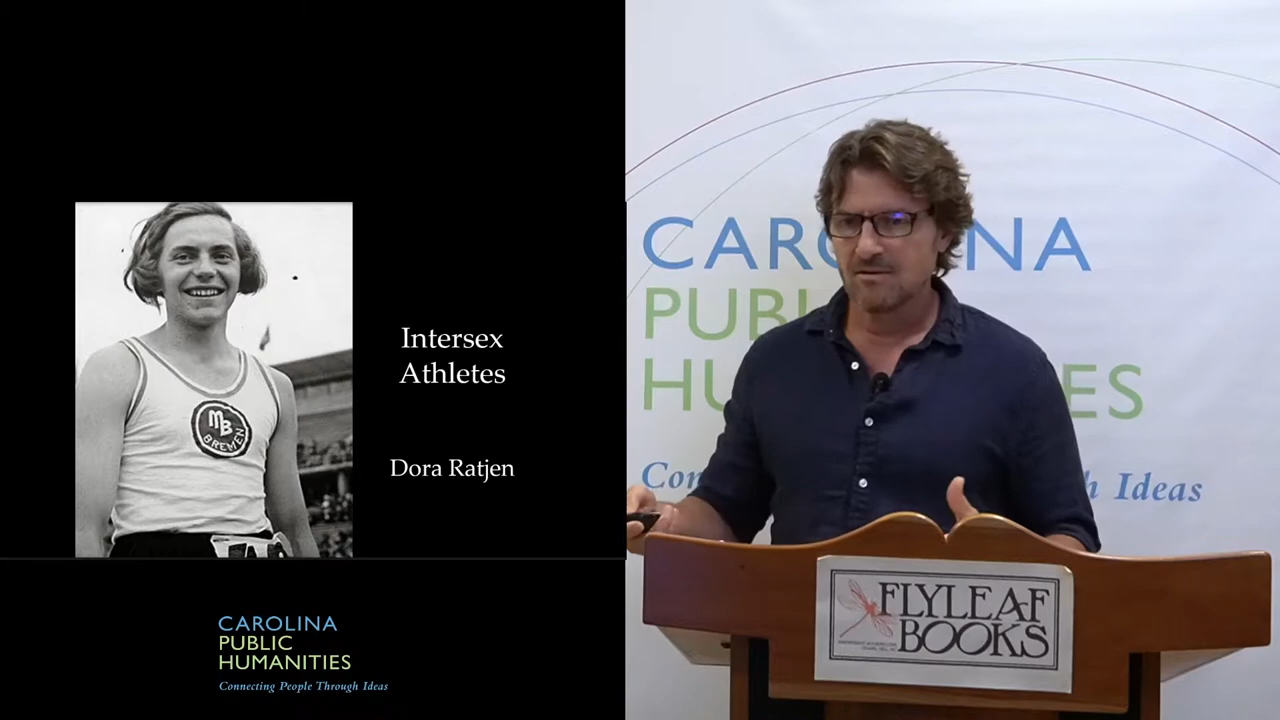 MB
BREMEN
Intersex
Athletes
Dora Ratjen
CAROLINA
PUBLIC
HUMANITIES
Connecting People Through Ideas
CARO NA
PUBL
HU ES
Con h Ideas
FLYLEAF
BOOKS